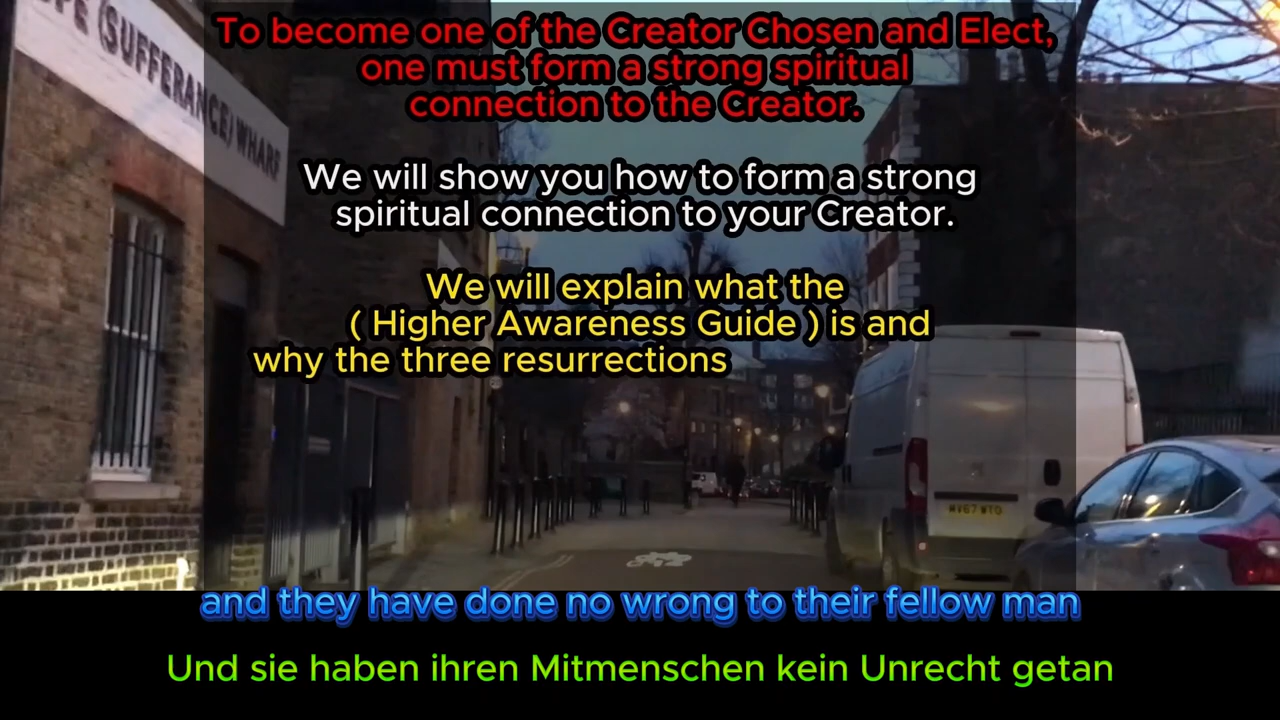 (SUFFERANCE) WHARF
To become one of the Creator Chosen and Elect,
one must form a strong spiritual
connection to the Creator.
We will show you how to form a strong
spiritual connection to your Creator.
We will explain what the
( Higher Awareness Guide ) is and
why the three resurrections
and they have done no wrong to their fellow man
Und sie haben ihren Mitmenschen kein Unrecht getan